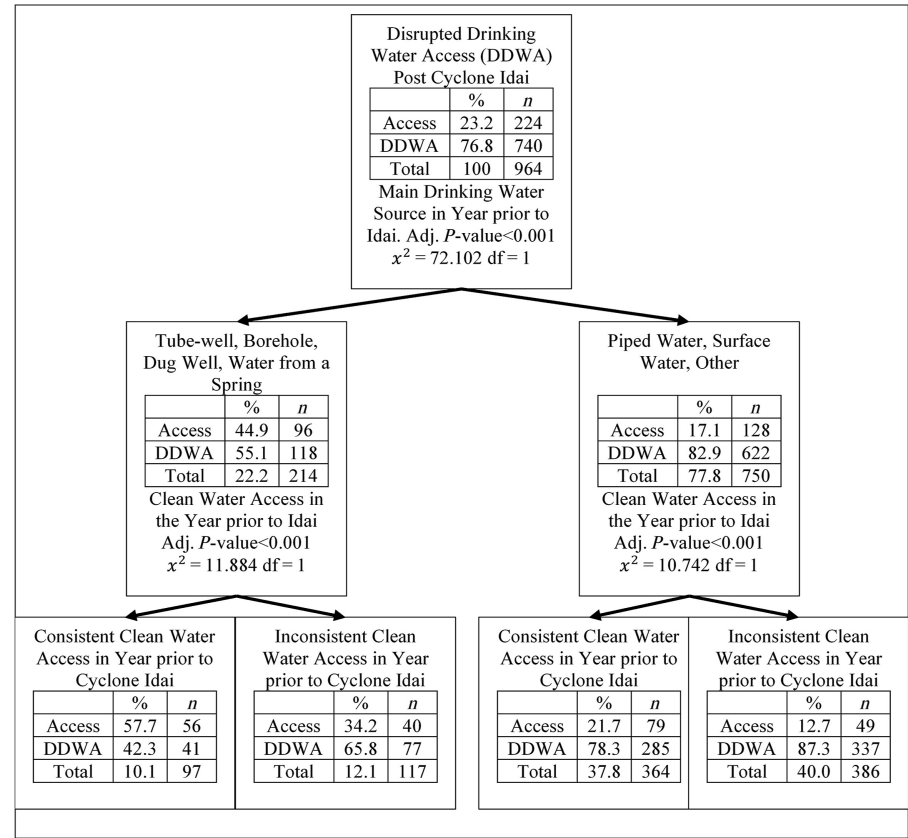 Disrupted Drinking
Water Access (DDWA)
Post Cyclone Idai
% n
Access 23.2 224
DDWA 76.8 740
Total 100 964
Main Drinking Water
Source in Year prior to
Idai. Adj. P-value<0.001
x² = 72.102 df = 1
Tube-well, Borehole,
Dug Well, Water from a
Spring
% n
Access 44.9 96
DDWA 55.1 118
Total 22.2 214
Clean Water Access in
the Year prior to Idai
Adj. P-value<0.001
x² = 11.884 df = 1
Piped Water, Surface
Water, Other
% n
Access 17.1 128
DDWA 82.9 622
Total 77.8 750
Clean Water Access in
the Year prior to Idai
Adj. P-value<0.001
x² = 10.742 df = 1
Consistent Clean Water
Access in Year prior to
Cyclone Idai
% n
Access 57.7 56
DDWA 42.3 41
Total 10.1 97
Inconsistent Clean
Water Access in Year
prior to Cyclone Idai
% n
Access 34.2 40
DDWA 65.8 77
Total 12.1 117
Consistent Clean Water
Access in Year prior to
Cyclone Idai
% n
Access 21.7 79
DDWA 78.3 285
Total 37.8 364
Inconsistent Clean
Water Access in Year
prior to Cyclone Idai
% n
Access 12.7 49
DDWA 87.3 337
Total 40.0 386